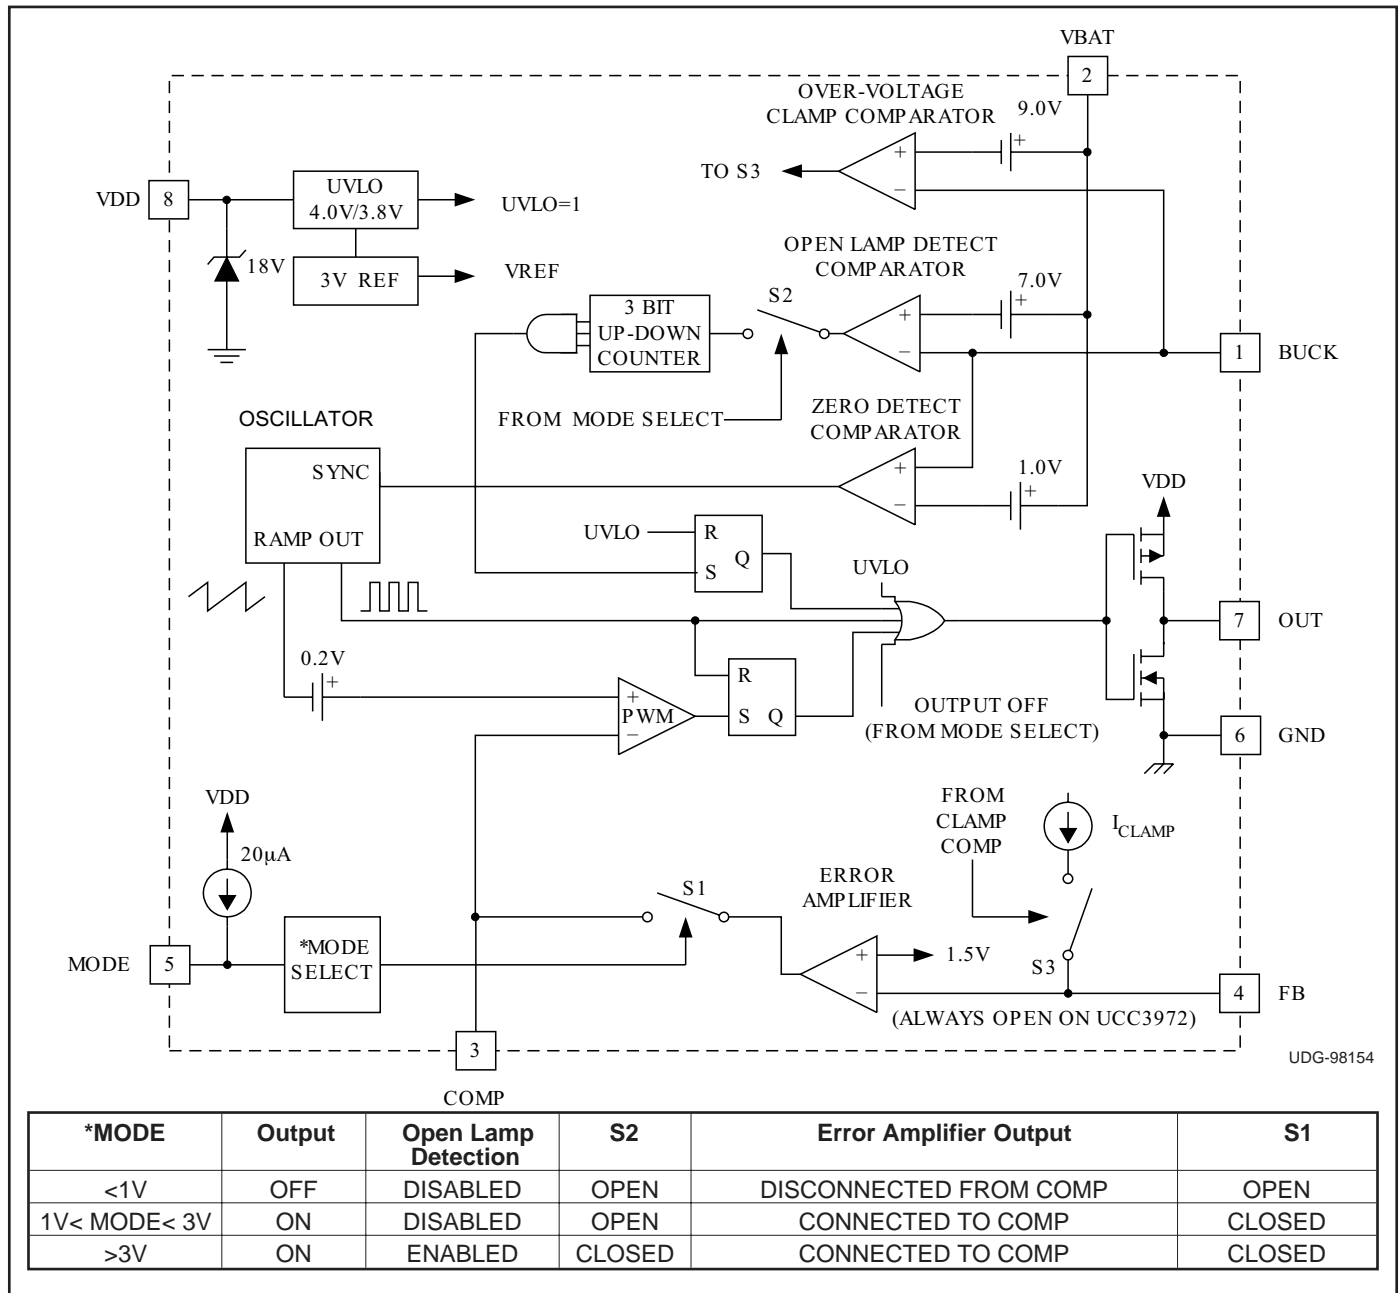 VBAT
2
OVER-VOLTAGE
CLAMP COMPARATOR
9.0V
+
+
−
TO S3
VDD
8
UVLO
4.0V/3.8V
UVLO=1
18V
3V REF
VREF
OPEN LAMP DETECT
COMPARATOR
7.0V
+
S2
3 BIT
UP-DOWN
COUNTER
+
−
1
BUCK
FROM MODE SELECT
ZERO DETECT
COMPARATOR
OSCILLATOR
SYNC
RAMP OUT
+
−
1.0V
+
VDD
UVLO
R
S
Q
UVLO
7
OUT
0.2V
+
+
PWM
−
R
S
Q
OUTPUT OFF
(FROM MODE SELECT)
6
GND
VDD
20µA
FROM
CLAMP
COMP
ICLAMP
S1
ERROR
AMPLIFIER
MODE
5
*MODE
SELECT
+
−
1.5V
S3
4
FB
(ALWAYS OPEN ON UCC3972)
3
COMP
UDG-98154
*MODE Output Open Lamp Detection S2 Error Amplifier Output S1
<1V OFF DISABLED OPEN DISCONNECTED FROM COMP OPEN
1V< MODE< 3V ON DISABLED OPEN CONNECTED TO COMP CLOSED
>3V ON ENABLED CLOSED CONNECTED TO COMP CLOSED